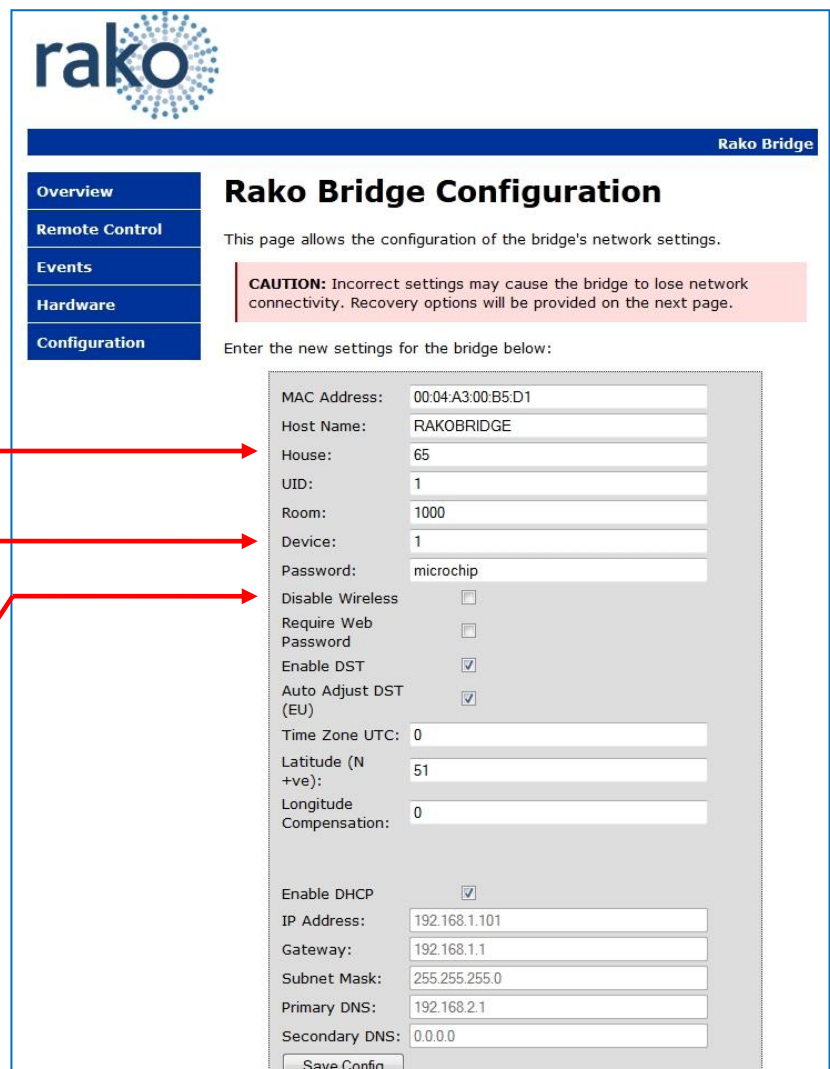 rako
Rako Bridge
Overview
Remote Control
Events
Hardware
Configuration
Rako Bridge Configuration
This page allows the configuration of the bridge's network settings.
CAUTION: Incorrect settings may cause the bridge to lose network
connectivity. Recovery options will be provided on the next page.
Enter the new settings for the bridge below:
MAC Address: 00:04:A3:00:B5:D1
Host Name: RAKOBRIDGE
House: 65
UID: 1
Room: 1000
Device: 1
Password: microchip
Disable Wireless
Require Web
Password
Enable DST
Auto Adjust DST
(EU)
Time Zone UTC: 0
Latitude (N
+ve): 51
Longitude
Compensation: 0
Enable DHCP
IP Address: 192.168.1.101
Gateway: 192.168.1.1
Subnet Mask: 255.255.255.0
Primary DNS: 192.168.2.1
Secondary DNS: 0.0.0.0
Save Config